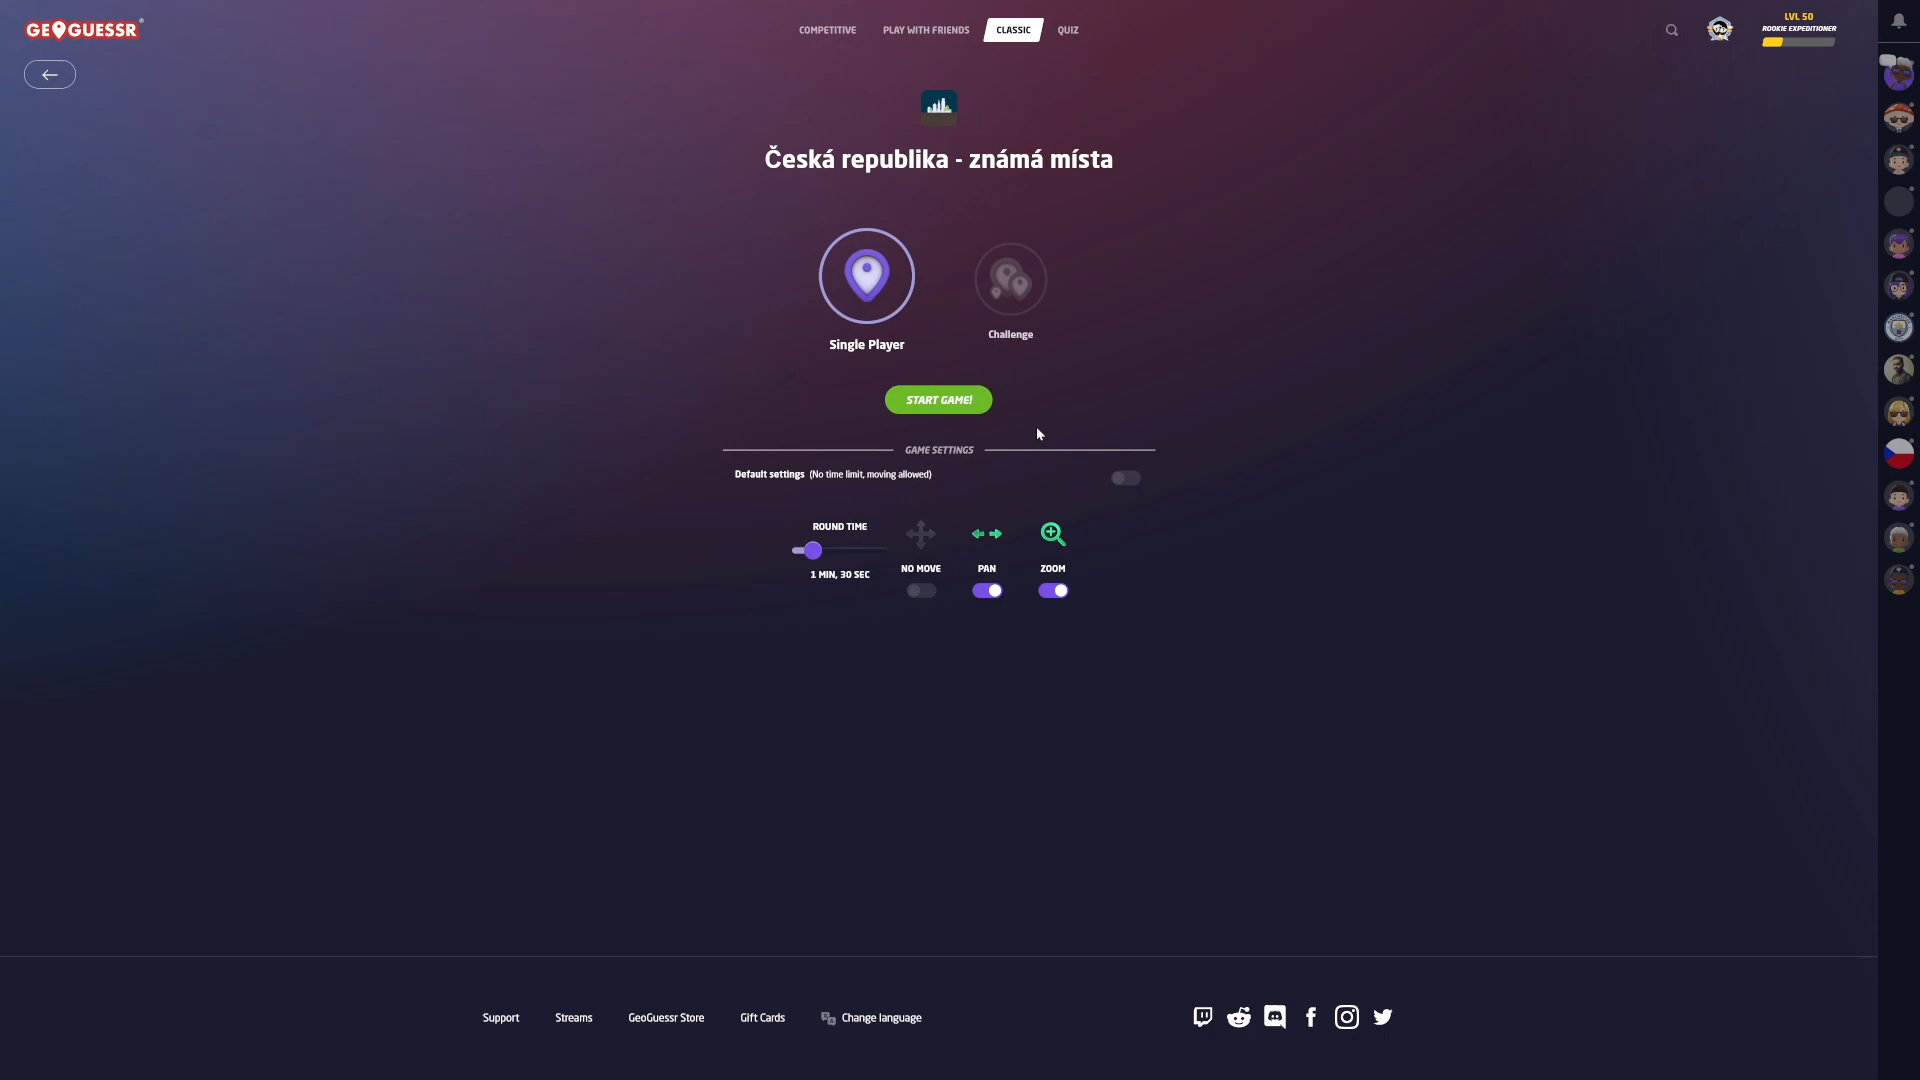 GEOGUESSR
COMPETITIVE
PLAY WITH FRIENDS
CLASSIC
QUIZ
LVL 50
ROOKIE EXPEDITIONER
Česká republika - známá místa
Single Player
Challenge
START GAME!
GAME SETTINGS
Default settings (No time limit, moving allowed)
ROUND TIME
1 MIN, 30 SEC
NO MOVE
PAN
ZOOM
Support
Streams
GeoGuessr Store
Gift Cards
Change language